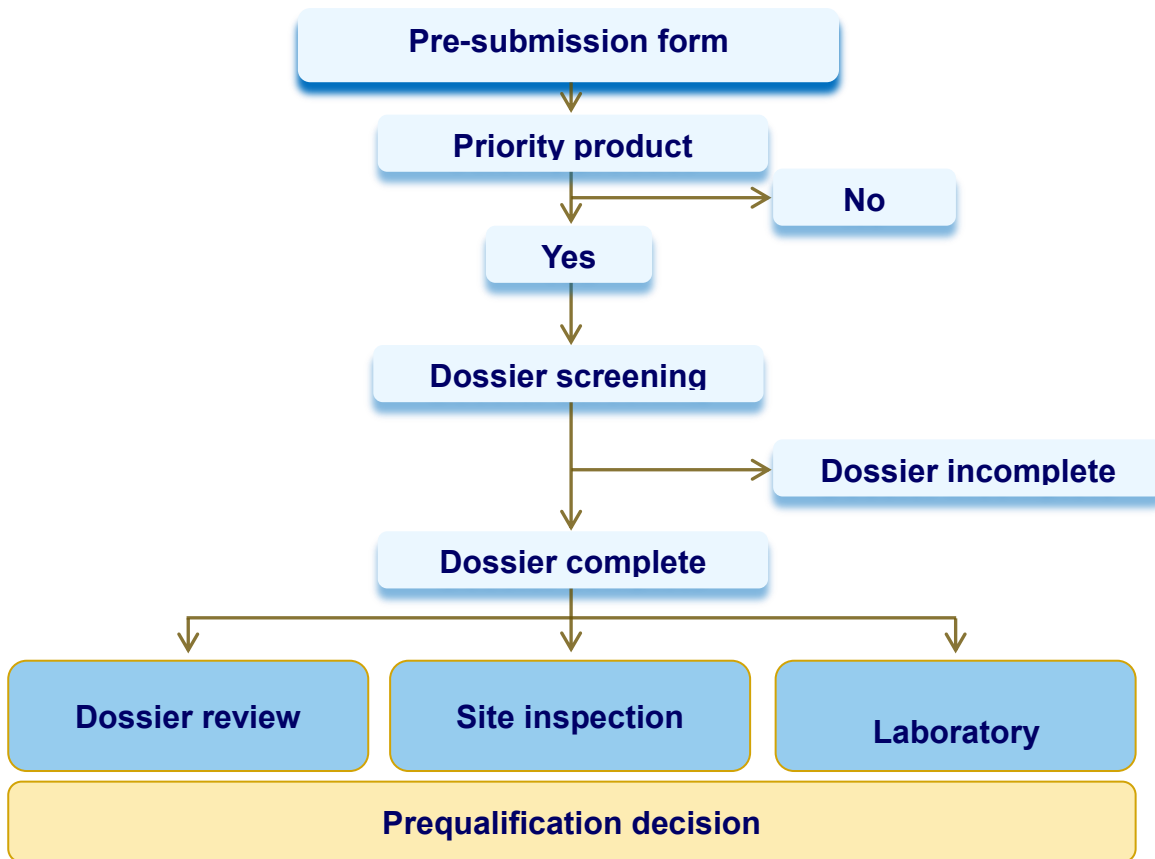 Pre-submission form
Priority product
No
Yes
Dossier screening
Dossier incomplete
Dossier complete
Dossier review
Site inspection
Laboratory
Prequalification decision